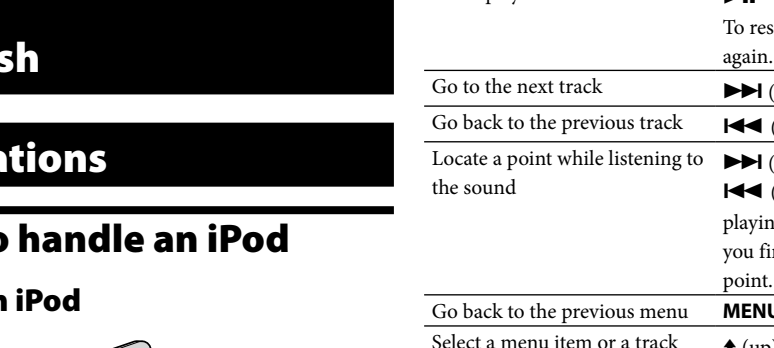 sh
ations
o handle an iPod
n iPod
To res
again.
Go to the next track ▶▶I (
Go back to the previous track I◀◀ (
Locate a point while listening to ▶▶I (
the sound I◀◀ (
playin
you fin
point.
Go back to the previous menu MENU
Select a menu item or a track (up